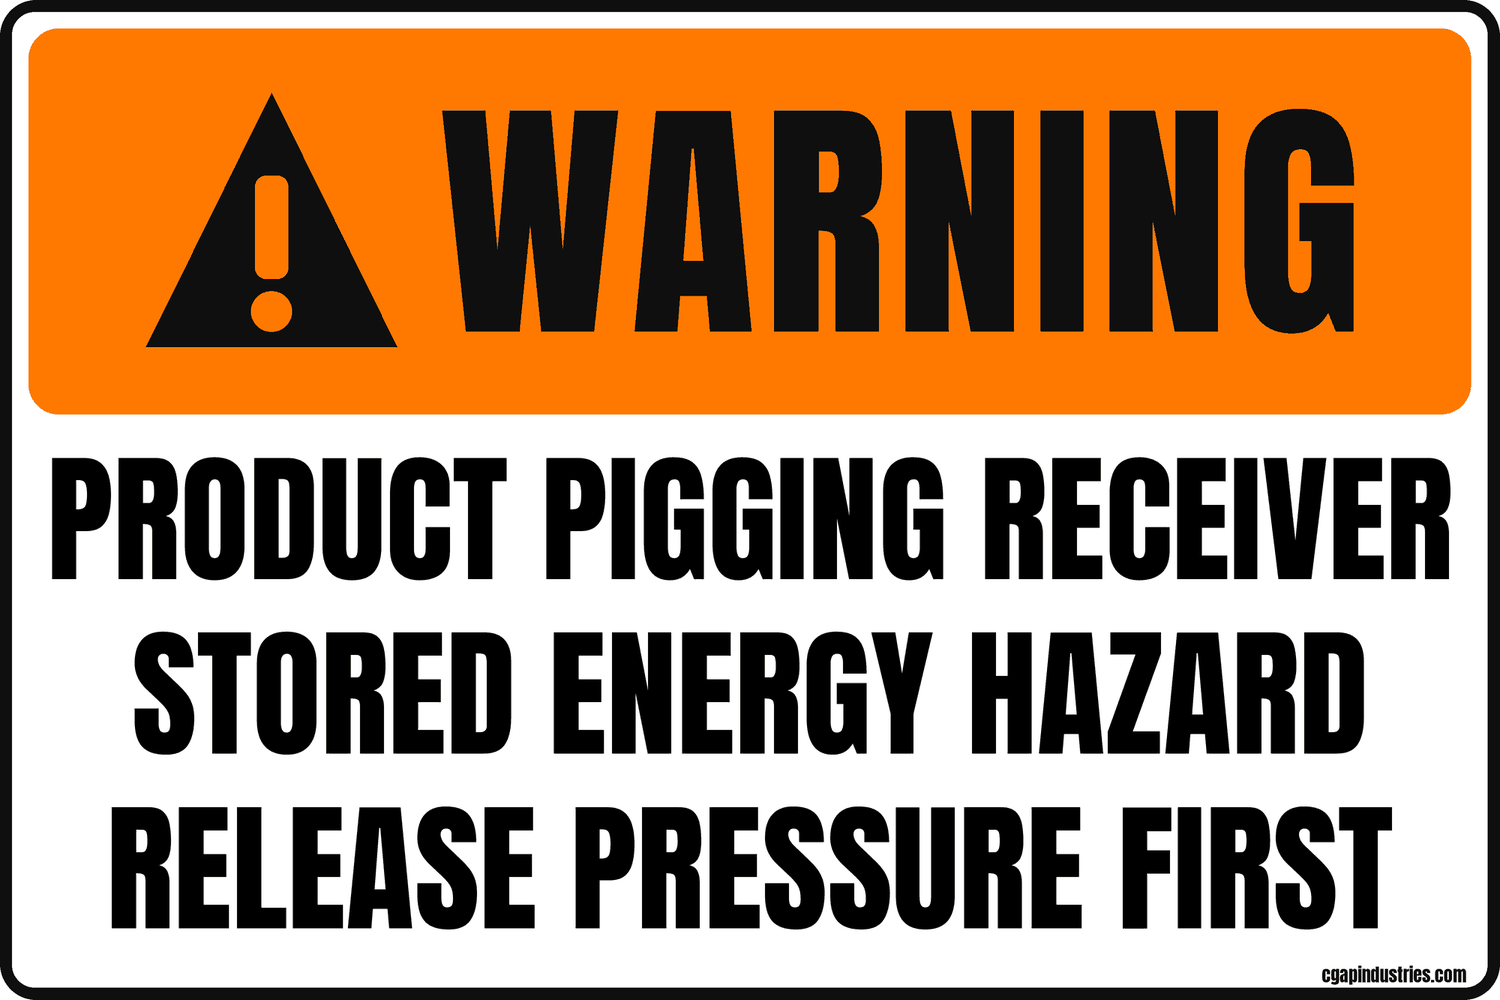 WARNING
PRODUCT PIGGING RECEIVER
STORED ENERGY HAZARD
RELEASE PRESSURE FIRST
cgapindustries.com